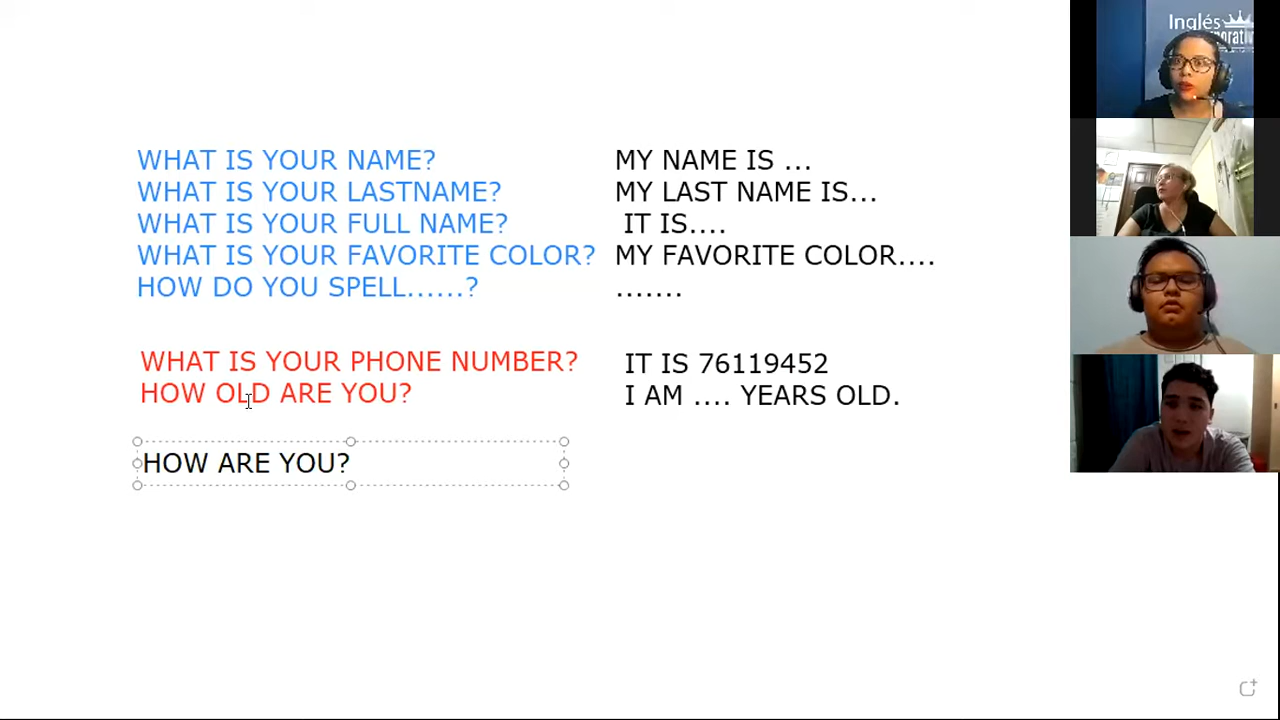 WHAT IS YOUR NAME? MY NAME IS ...
WHAT IS YOUR LASTNAME? MY LAST NAME IS...
WHAT IS YOUR FULL NAME? IT IS....
WHAT IS YOUR FAVORITE COLOR? MY FAVORITE COLOR....
HOW DO YOU SPELL......? .......
WHAT IS YOUR PHONE NUMBER? IT IS 76119452
HOW OLD ARE YOU? I AM .... YEARS OLD.
HOW ARE YOU?
Inglés